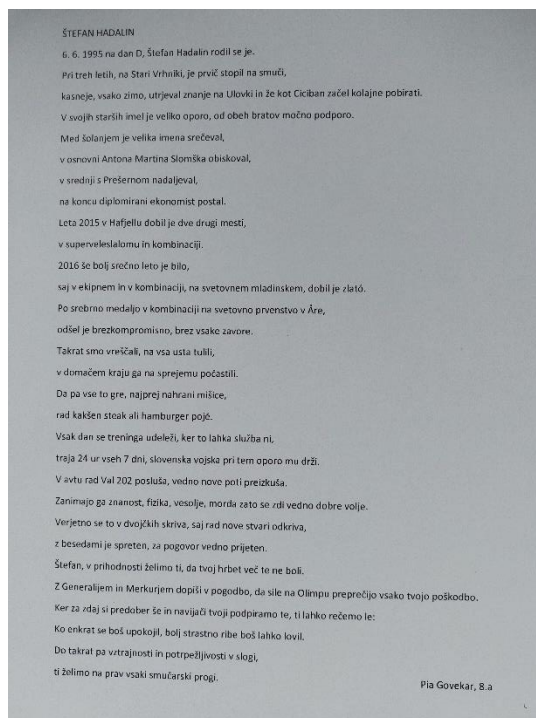 ŠTEFAN HADALIN
6. 6. 1995 na dan D, Štefan Hadalin rodil se je.
Pri treh letih, na Stari Vrhniki, je prvič stopil na smuči,
kasneje, vsako zimo, utrjeval znanje na Ulovki in že kot Ciciban začel kolajne pobirati.
V svojih starših imel je veliko oporo, od obeh bratov močno podporo.
Med šolanjem je velika imena srečeval,
v osnovni Antona Martina Slomška obiskoval,
v srednji s Prešernom nadaljeval,
na koncu diplomirani ekonomist postal.
Leta 2015 v Hafjellu dobil je dve drugi mesti,
v superveleslalomu in kombinaciji.
2016 še bolj srečno leto je bilo,
saj v ekipnem in v kombinaciji, na svetovnem mladinskem, dobil je zlató.
Po srebrno medaljo v kombinaciji na svetovno prvenstvo v Åre,
odšel je brezkompromisno, brez vsake zavore.
Takrat smo vreščali, na vsa usta tulili,
v domačem kraju ga na sprejemu počastili.
Da pa vse to gre, najprej nahrani mišice,
rad kakšen steak ali hamburger pojé.
Vsak dan se treninga udeleži, ker to lahka služba ni,
traja 24 ur vseh 7 dni, slovenska vojska pri tem oporo mu drži.
V avtu rad Val 202 posluša, vedno nove poti preizkuša.
Zanimajo ga znanost, fizika, vesolje, morda zato se zdi vedno dobre volje.
Verjetno se to v dvojčkih skriva, saj rad nove stvari odkriva,
z besedami je spreten, za pogovor vedno prijeten.
Štefan, v prihodnosti želimo ti, da tvoj hrbet več te ne boli.
Z Generalijem in Merkurjem dopiši v pogodbo, da sile na Olimpu preprečijo vsako tvojo poškodbo.
Ker za zdaj si predober še in navijači tvoji podpiramo te, ti lahko rečemo le:
Ko enkrat se boš upokojil, bolj strastno ribe boš lahko lovil.
Do takrat pa vztrajnosti in potrpežljivosti v slogi,
ti želimo na prav vsaki smučarski progi.
Pia Govekar, 8.a